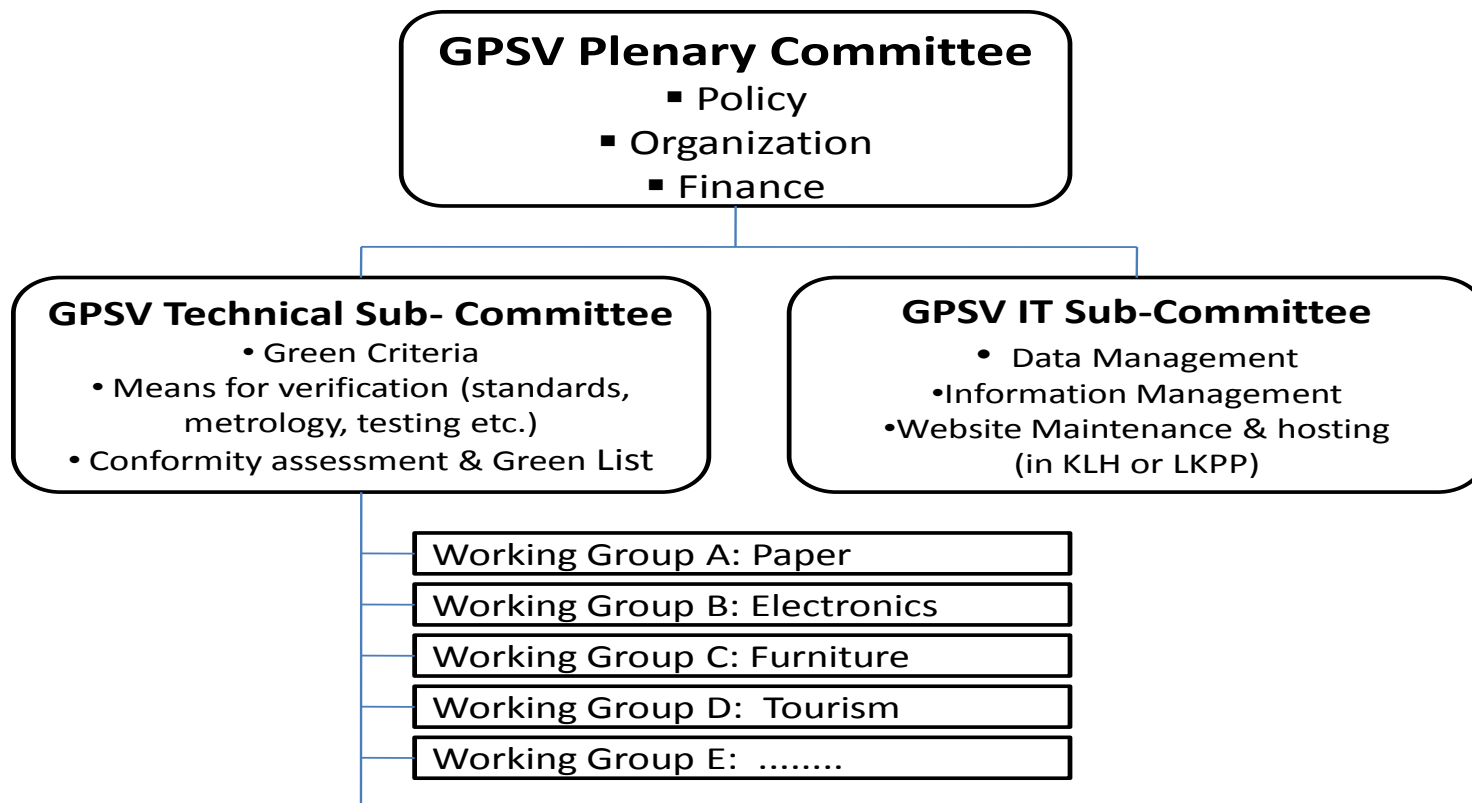 GPSV Plenary Committee
▪ Policy
▪ Organization
▪ Finance
GPSV Technical Sub- Committee
• Green Criteria
• Means for verification (standards,
metrology, testing etc.)
• Conformity assessment & Green List
GPSV IT Sub-Committee
• Data Management
•Information Management
•Website Maintenance & hosting
(in KLH or LKPP)
Working Group A: Paper
Working Group B: Electronics
Working Group C: Furniture
Working Group D: Tourism
Working Group E: ........